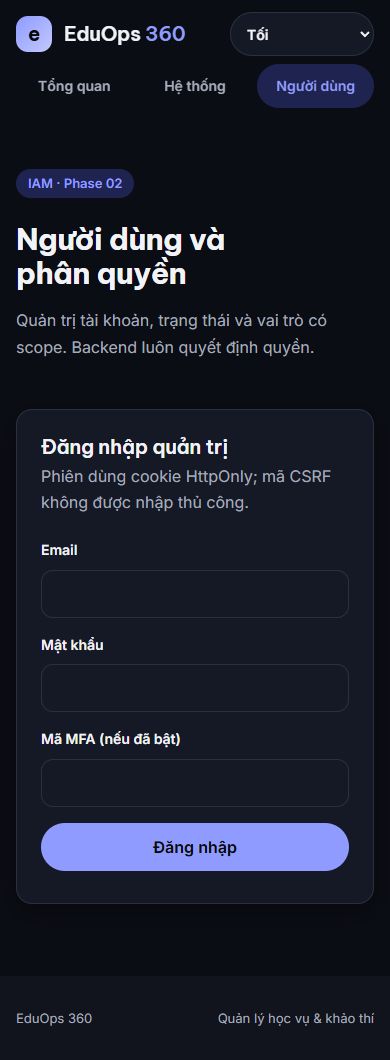 e EduOps 360 Tối
Tổng quan Hệ thống Người dùng
IAM · Phase 02
Người dùng và
phân quyền
Quản trị tài khoản, trạng thái và vai trò có
scope. Backend luôn quyết định quyền.
Đăng nhập quản trị
Phiên dùng cookie HttpOnly; mã CSRF
không được nhập thủ công.
Email
Mật khẩu
Mã MFA (nếu đã bật)
Đăng nhập
EduOps 360 Quản lý học vụ & khảo thí